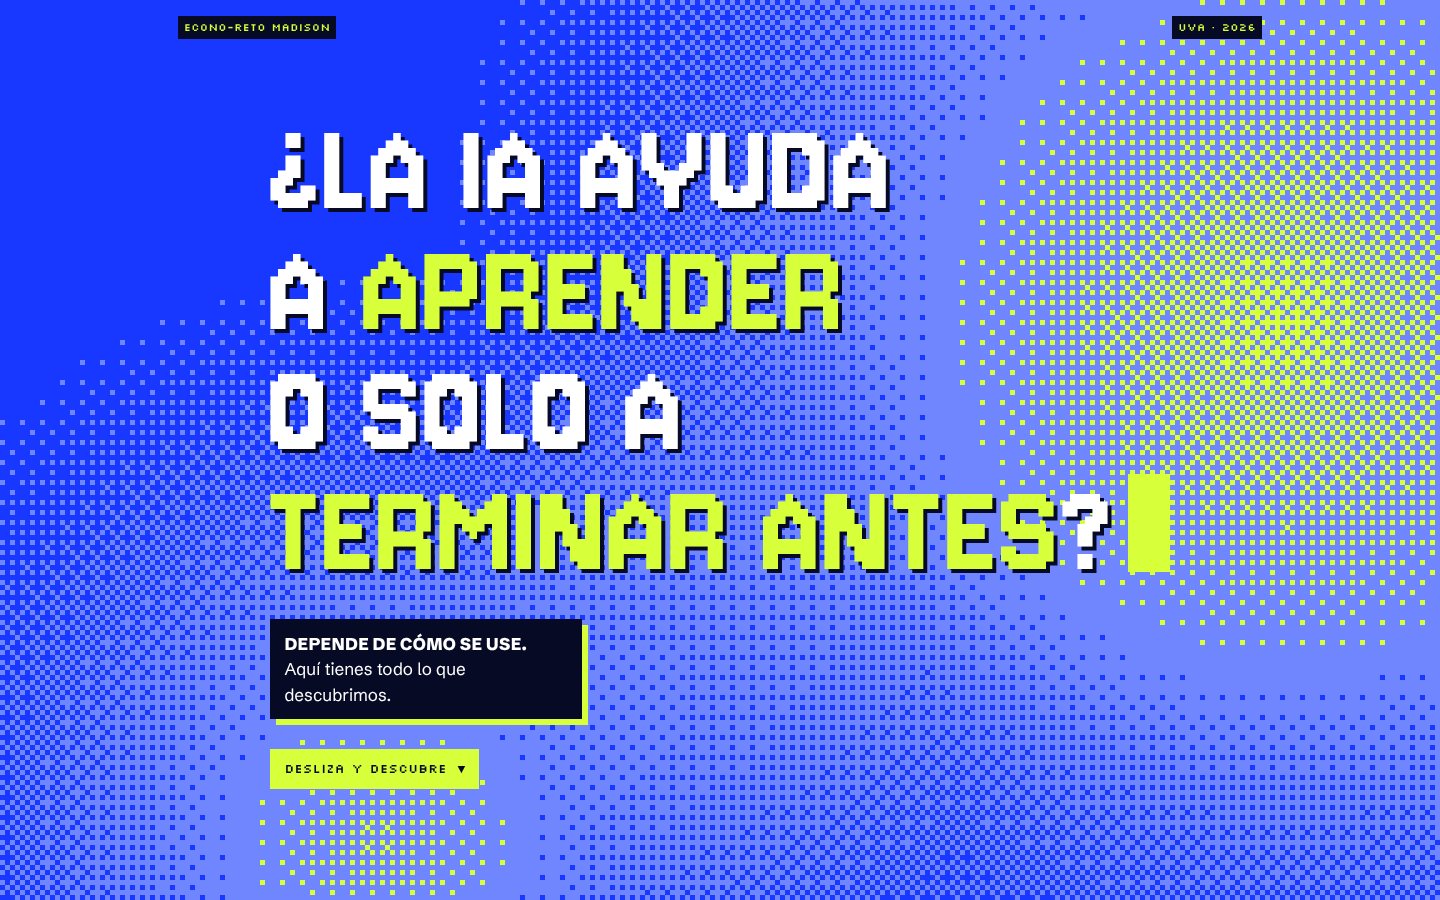 ECONO-RETO MADISON
UVA · 2026
¿LA IA AYUDA
A APRENDER
O SOLO A
TERMINAR ANTES?
DEPENDE DE CÓMO SE USE.
Aquí tienes todo lo que
descubrimos.
DESLIZA Y DESCUBRE ▼